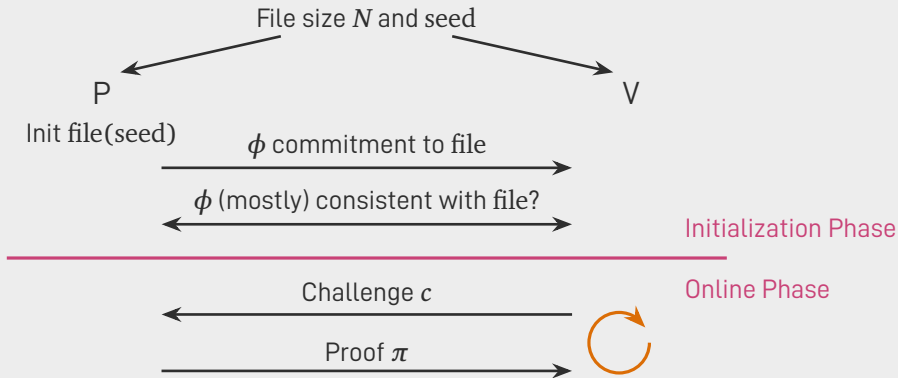 File size N and seed
P
V
Init file(seed)
ϕ commitment to file
ϕ (mostly) consistent with file?
Initialization Phase
Online Phase
Challenge c
Proof π